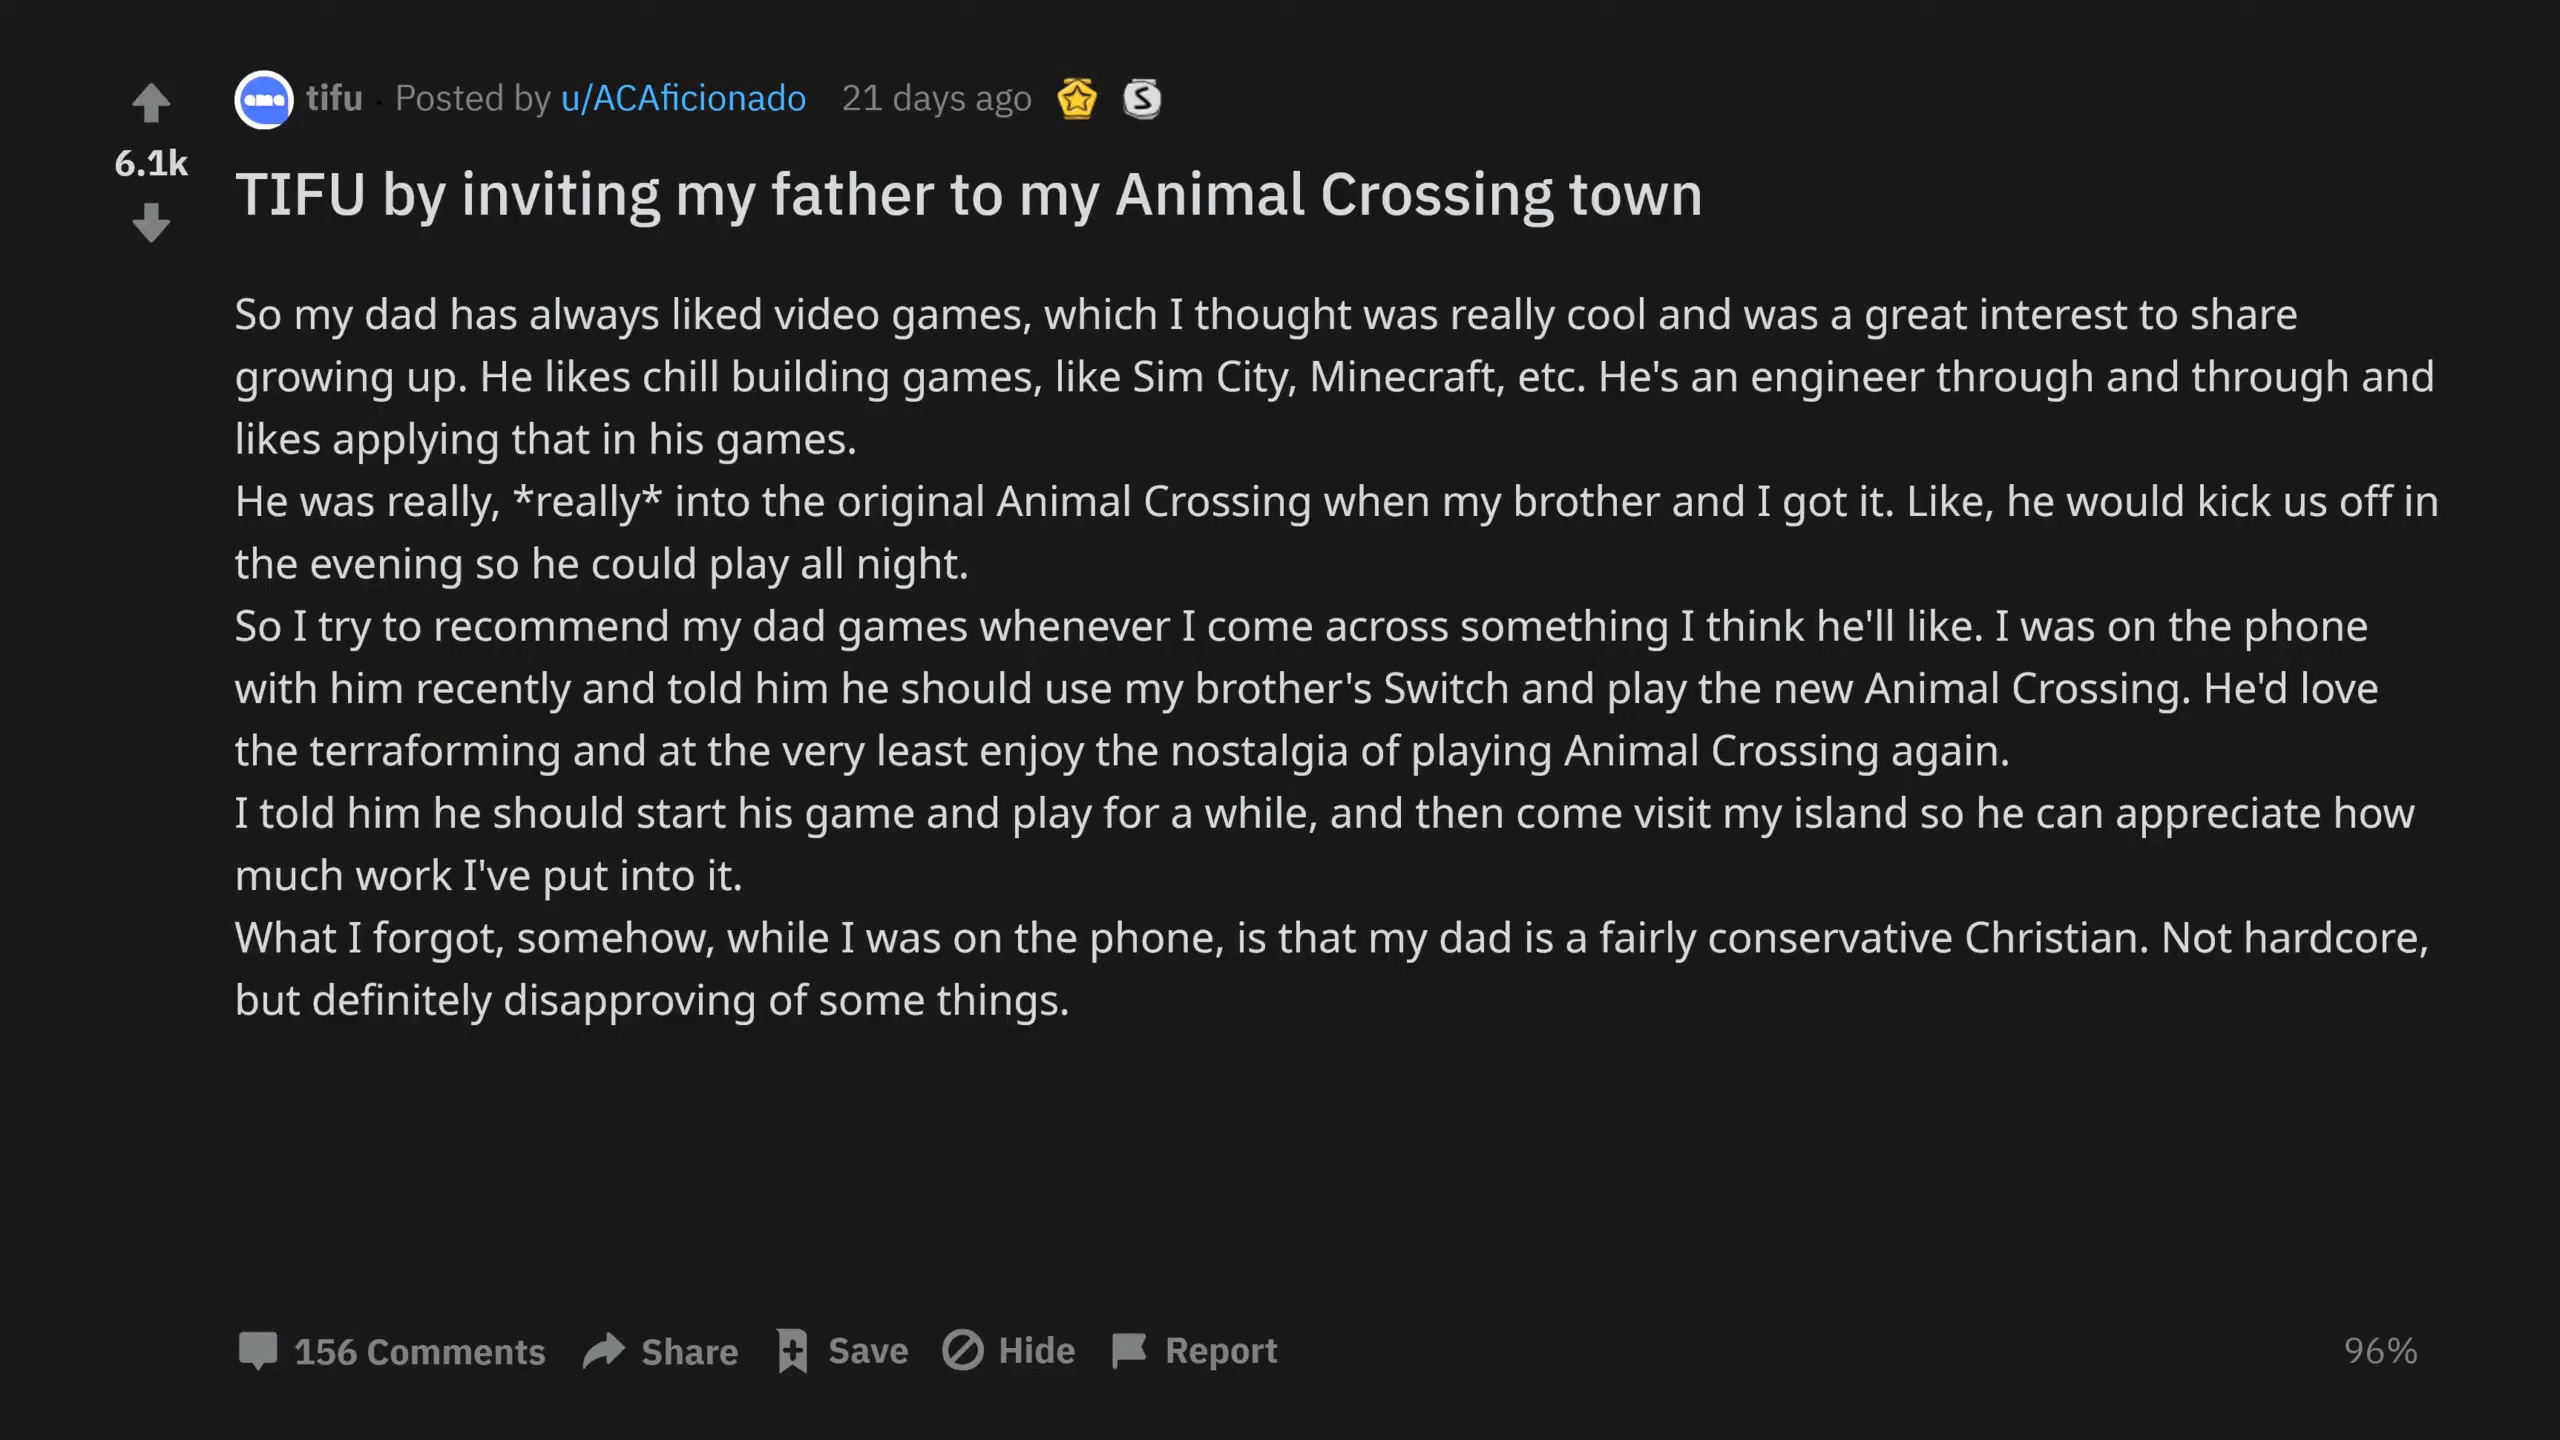 ama tifu · Posted by u/ACAficionado 21 days ago S
6.1k
TIFU by inviting my father to my Animal Crossing town
So my dad has always liked video games, which I thought was really cool and was a great interest to share
growing up. He likes chill building games, like Sim City, Minecraft, etc. He's an engineer through and through and
likes applying that in his games.
He was really, *really* into the original Animal Crossing when my brother and I got it. Like, he would kick us off in
the evening so he could play all night.
So I try to recommend my dad games whenever I come across something I think he'll like. I was on the phone
with him recently and told him he should use my brother's Switch and play the new Animal Crossing. He'd love
the terraforming and at the very least enjoy the nostalgia of playing Animal Crossing again.
I told him he should start his game and play for a while, and then come visit my island so he can appreciate how
much work I've put into it.
What I forgot, somehow, while I was on the phone, is that my dad is a fairly conservative Christian. Not hardcore,
but definitely disapproving of some things.
156 Comments Share Save Hide Report 96%